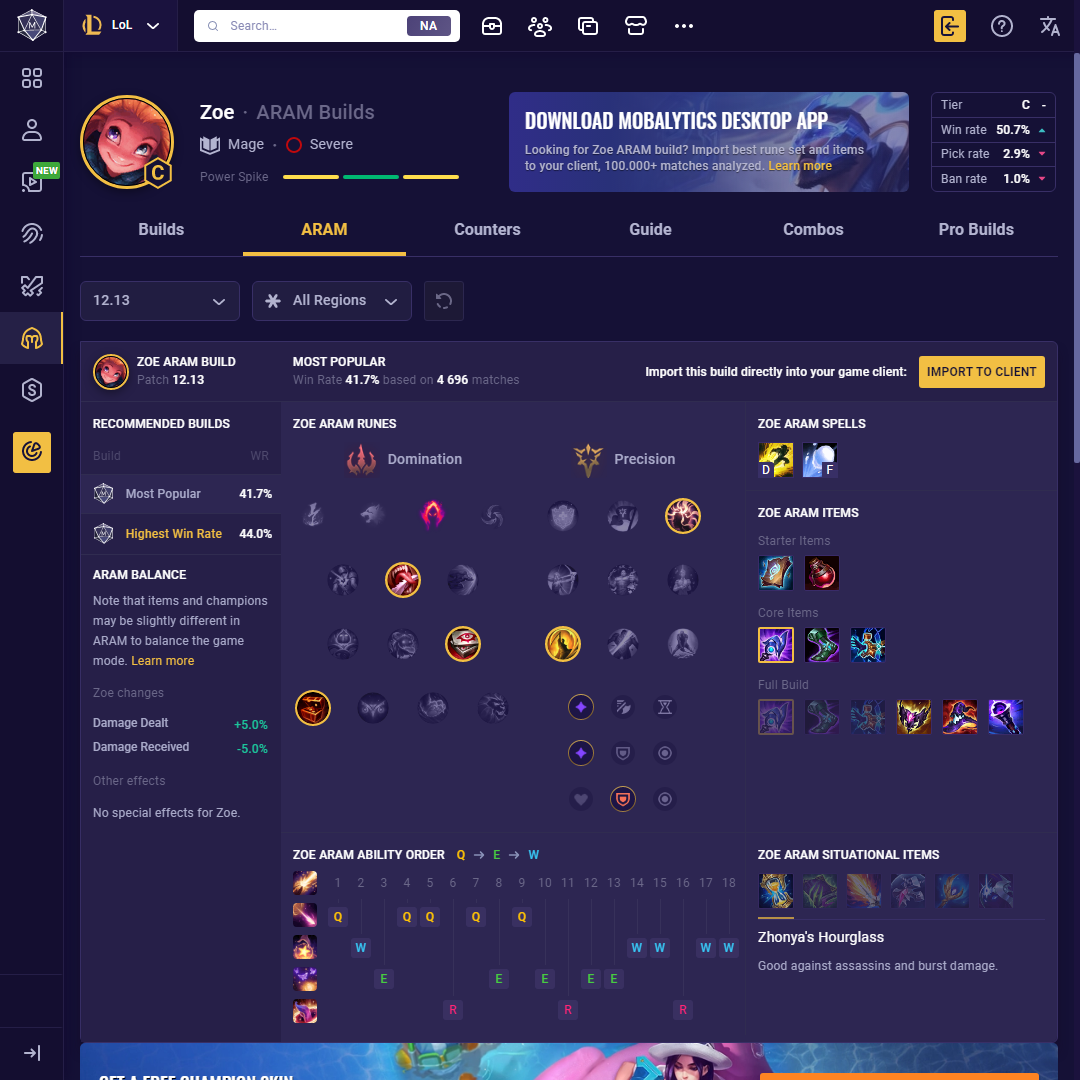 LoL
Search...
NA
NEW
Zoe · ARAM Builds
Mage · Severe
Power Spike
C
DOWNLOAD MOBALYTICS DESKTOP APP
Looking for Zoe ARAM build? Import best rune set and items
to your client, 100.000+ matches analyzed. Learn more
Tier C -
Win rate 50.7%
Pick rate 2.9%
Ban rate 1.0%
Builds
ARAM
Counters
Guide
Combos
Pro Builds
12.13
All Regions
ZOE ARAM BUILD
Patch 12.13
MOST POPULAR
Win Rate 41.7% based on 4 696 matches
Import this build directly into your game client:
IMPORT TO CLIENT
RECOMMENDED BUILDS
Build WR
Most Popular 41.7%
Highest Win Rate 44.0%
ARAM BALANCE
Note that items and champions
may be slightly different in
ARAM to balance the game
mode. Learn more
Zoe changes
Damage Dealt +5.0%
Damage Received -5.0%
Other effects
No special effects for Zoe.
ZOE ARAM RUNES
Domination
Precision
ZOE ARAM SPELLS
D F
ZOE ARAM ITEMS
Starter Items
Core Items
Full Build
ZOE ARAM ABILITY ORDER Q → E → W
1 2 3 4 5 6 7 8 9 10 11 12 13 14 15 16 17 18
Q Q Q Q Q
W W W W W
E E E E E
R R R
ZOE ARAM SITUATIONAL ITEMS
Zhonya's Hourglass
Good against assassins and burst damage.
GET A FREE CHAMPION SKIN